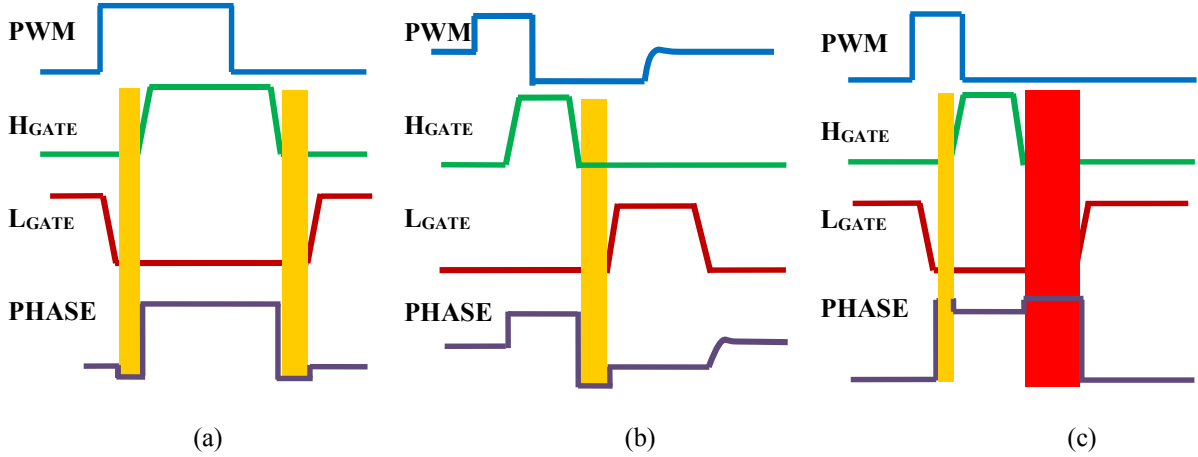 PWM
HGATE
LGATE
PHASE
(a)
PWM
HGATE
LGATE
PHASE
(b)
PWM
HGATE
LGATE
PHASE
(c)